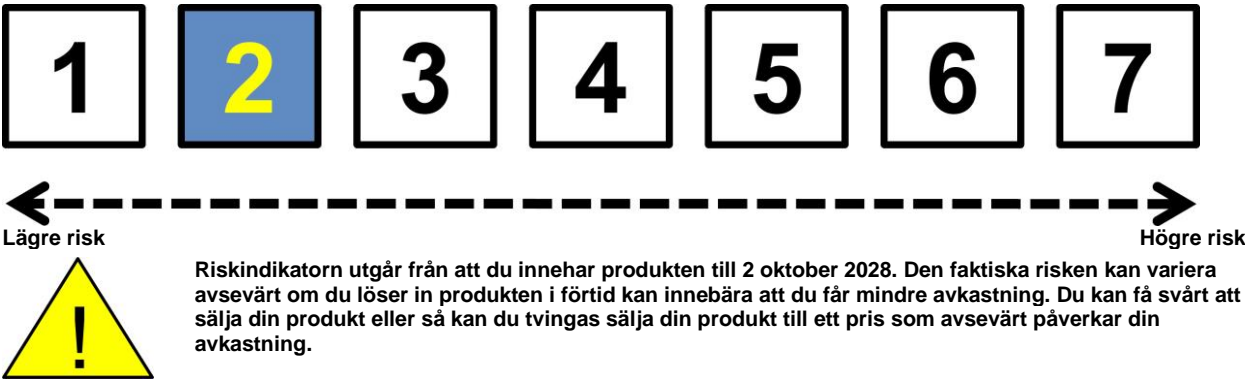 1 2 3 4 5 6 7
Lägre risk Högre risk
!
Riskindikatorn utgår från att du innehar produkten till 2 oktober 2028. Den faktiska risken kan variera
avsevärt om du löser in produkten i förtid kan innebära att du får mindre avkastning. Du kan få svårt att
sälja din produkt eller så kan du tvingas sälja din produkt till ett pris som avsevärt påverkar din
avkastning.